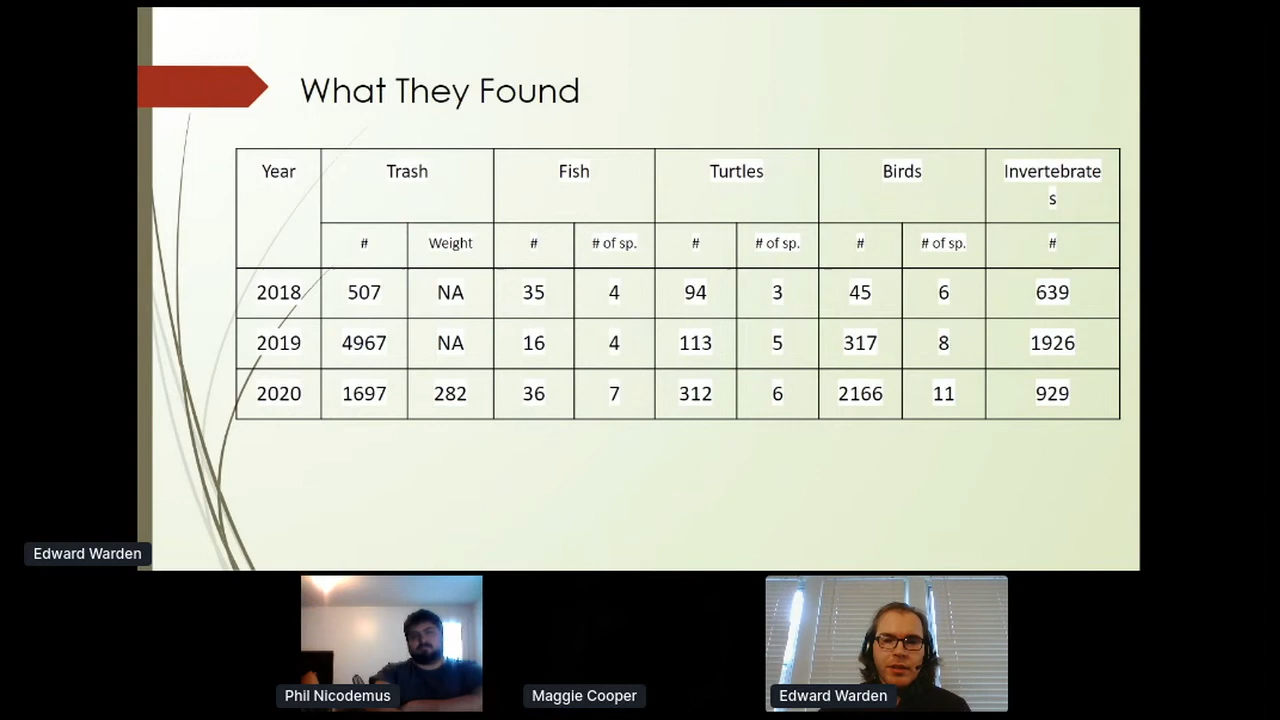 What They Found
Year Trash Fish Turtles Birds Invertebrate
s
# Weight # # of sp. # # of sp. # # of sp. #
2018 507 NA 35 4 94 3 45 6 639
2019 4967 NA 16 4 113 5 317 8 1926
2020 1697 282 36 7 312 6 2166 11 929
Edward Warden
Phil Nicodemus
Maggie Cooper
Edward Warden